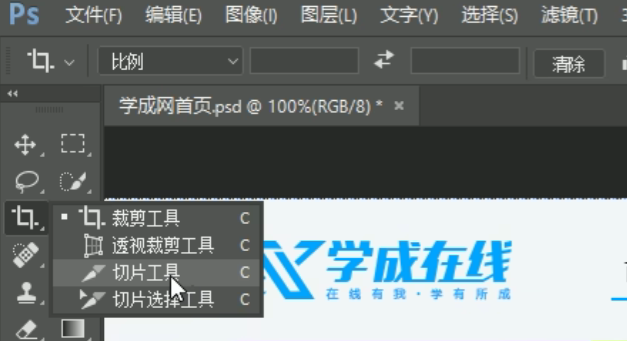 Ps 文件(F) 编辑(E) 图像(I) 图层(L) 文字(Y) 选择(S) 滤镜(T)
比例 清除
学成网首页.psd @ 100%(RGB/8) * ×
裁剪工具 C
透视裁剪工具 C
切片工具 C
切片选择工具 C
学成在线
在线有我·学有所成